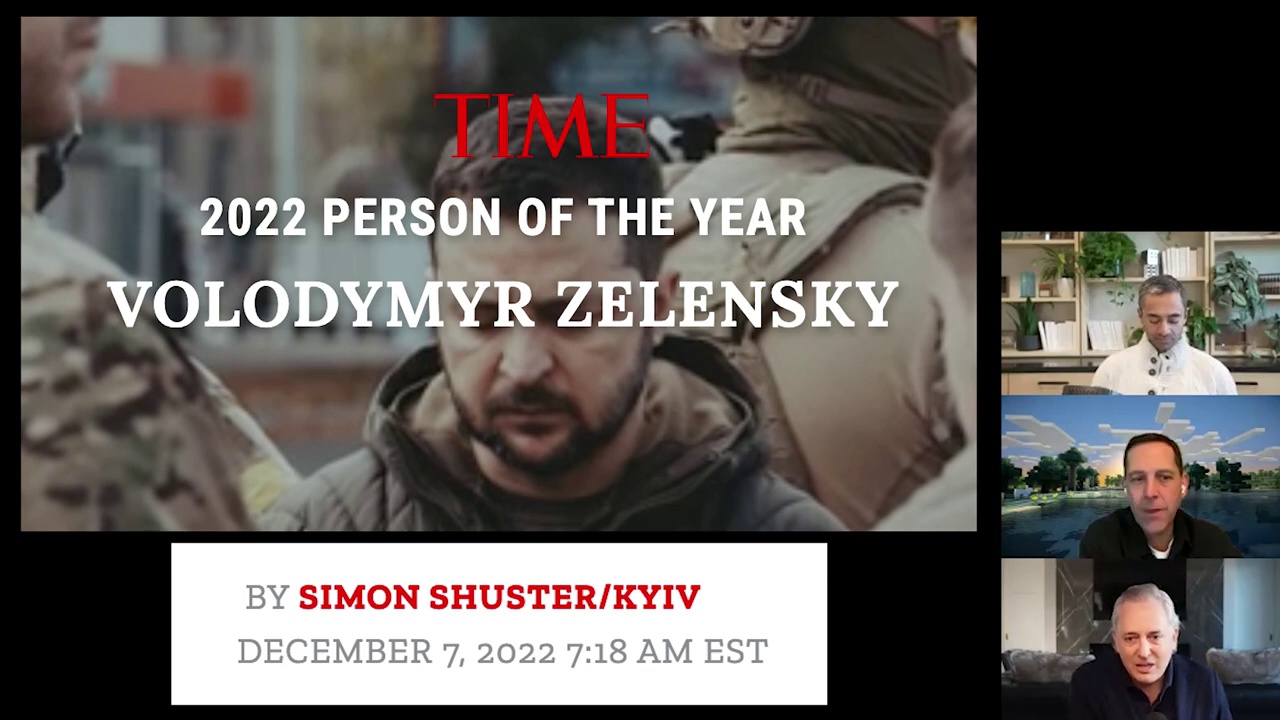 TIME
2022 PERSON OF THE YEAR
VOLODYMYR ZELENSKY
BY SIMON SHUSTER/KYIV
DECEMBER 7, 2022 7:18 AM EST